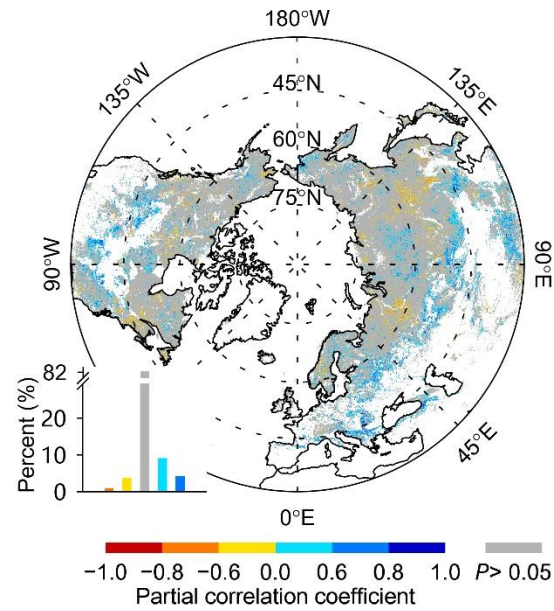 180°W
135°W
45°N
135°E
60°N
75°N
90°W
90°E
82
Percent (%)
20
10
0
45°E
0°E
−1.0 −0.8 −0.6 0.0 0.6 0.8 1.0 P> 0.05
Partial correlation coefficient